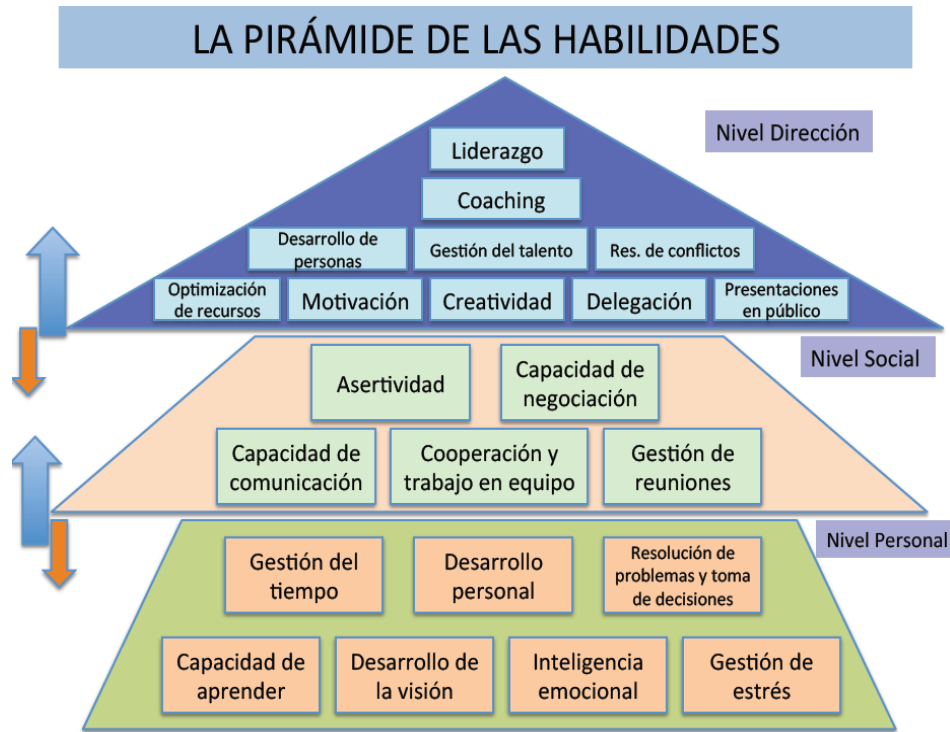 LA PIRÁMIDE DE LAS HABILIDADES
Nivel Dirección
Liderazgo
Coaching
Desarrollo de
personas
Gestión del talento
Res. de conflictos
Optimización
de recursos
Motivación
Creatividad
Delegación
Presentaciones
en público
Nivel Social
Asertividad
Capacidad de
negociación
Capacidad de
comunicación
Cooperación y
trabajo en equipo
Gestión de
reuniones
Nivel Personal
Gestión del
tiempo
Desarrollo
personal
Resolución de
problemas y toma
de decisiones
Capacidad de
aprender
Desarrollo de
la visión
Inteligencia
emocional
Gestión de
estrés